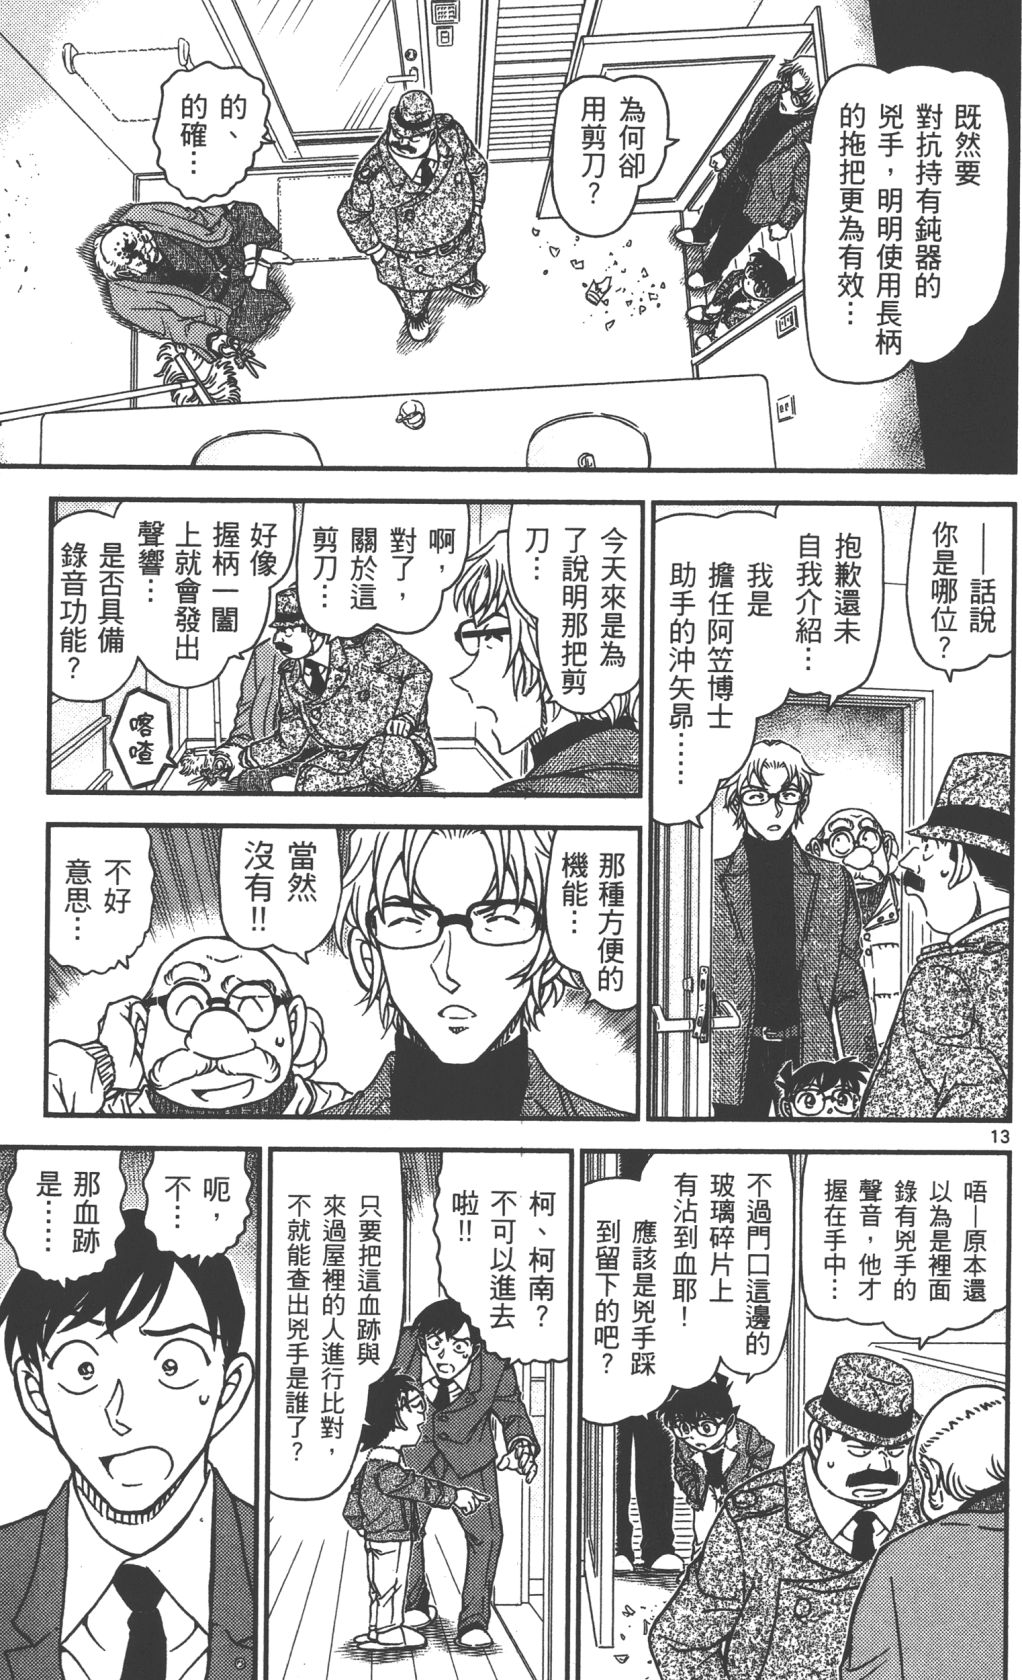 既然要
對抗持有鈍器的
兇手，明明使用長柄
的拖把更為有效…
為何卻
用剪刀？
的、
的確…
──話說
你是哪位？
抱歉還未
自我介紹…
我是
擔任阿笠博士
助手的沖矢昴……
今天來是為
了說明那把剪
刀…
啊，
對了，
關於這
剪刀…
好像
握柄一闔
上就會發出
聲響…
是否具備
錄音功能？
喀喳
那種方便的
機能…
當然
沒有!!
不好
意思…
13
唔─原本還
以為是裡面
錄有兇手的
聲音，他才
握在手中…
不過門口這邊的
玻璃碎片上
有沾到血耶！
應該是兇手踩
到留下的吧？
柯、柯南？
不可以進去
啦!!
只要把這血跡與
來過屋裡的人進行比對，
不就能查出兇手是誰了？
呃，
不…
那血跡
是……